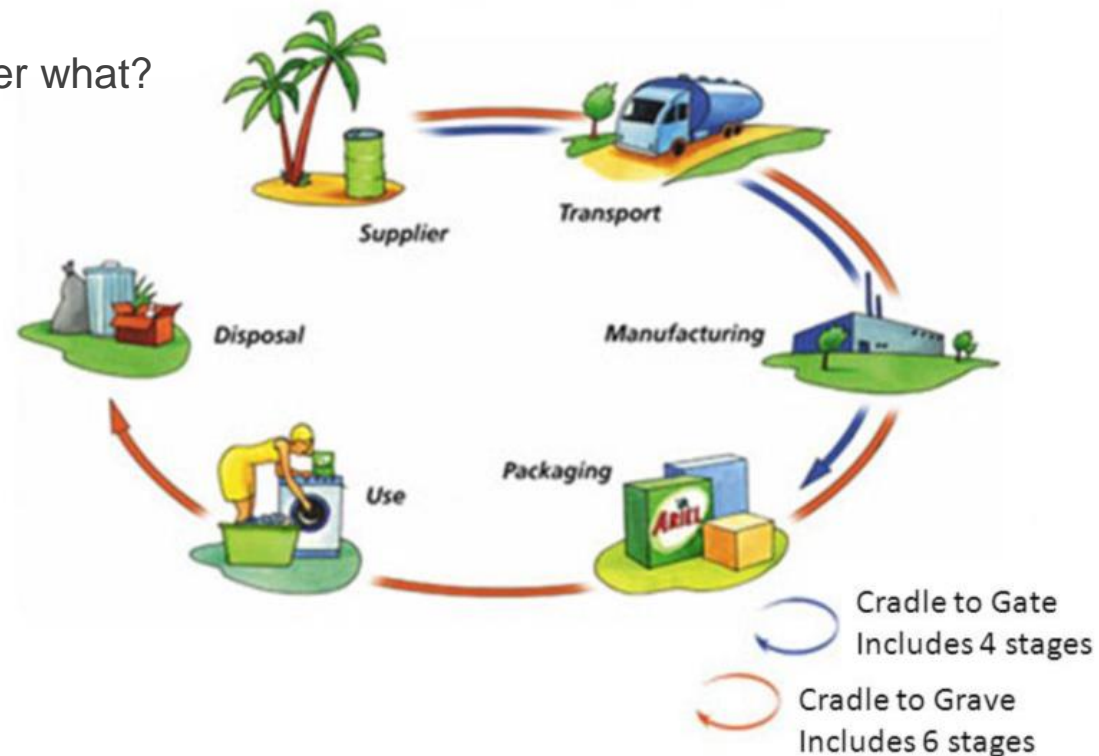 er what?
Supplier
Transport
Disposal
Manufacturing
Use
Packaging
ARIEL
Cradle to Gate
Includes 4 stages
Cradle to Grave
Includes 6 stages